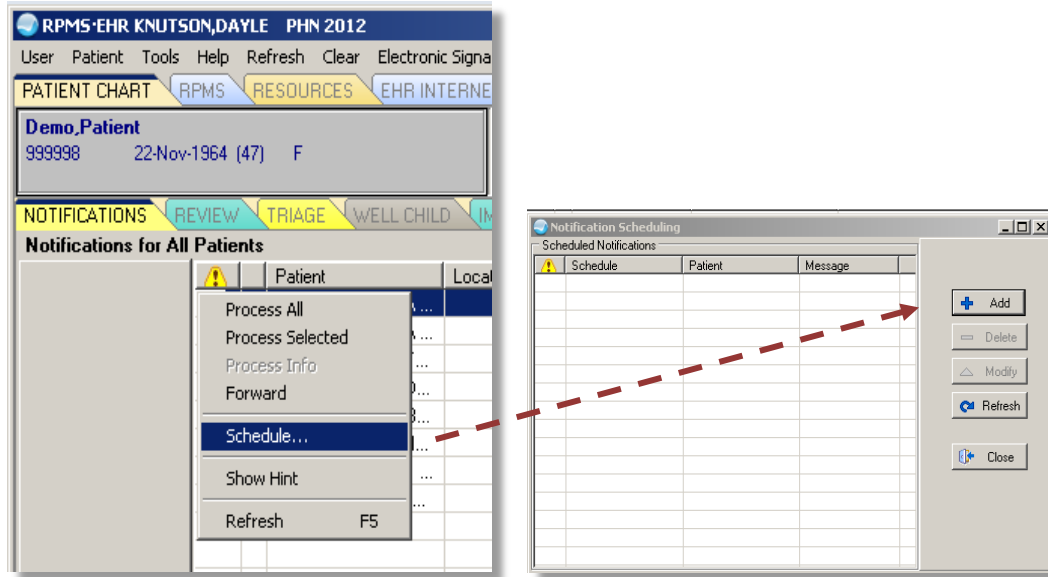 RPMS-EHR KNUTSON,DAYLE PHN 2012
User Patient Tools Help Refresh Clear Electronic Signa
PATIENT CHART RPMS RESOURCES EHR INTERNE
Demo,Patient
999998 22-Nov-1964 (47) F
NOTIFICATIONS REVIEW TRIAGE WELL CHILD IM
Notifications for All Patients
Patient Locat
Process All
Process Selected
Process Info
Forward
Schedule...
Show Hint
Refresh F5
Notification Scheduling
Scheduled Notifications
Schedule Patient Message
Add
Delete
Modify
Refresh
Close